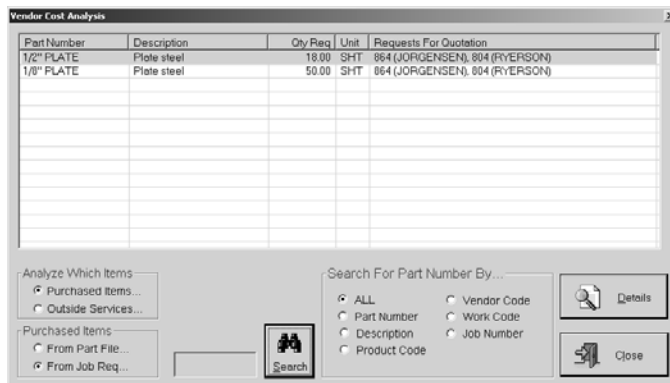 Vendor Cost Analysis
Part Number Description Qty Req Unit Requests For Quotation
1/2" PLATE Plate steel 18.00 SHT 864 (JORGENSEN), 804 (RYERSON)
1/8" PLATE Plate steel 50.00 SHT 864 (JORGENSEN), 804 (RYERSON)
Analyze Which Items
Purchased Items...
Outside Services...
Purchased Items
From Part File...
From Job Req...
Search
Search For Part Number By...
ALL
Part Number
Description
Product Code
Vendor Code
Work Code
Job Number
Details
Close